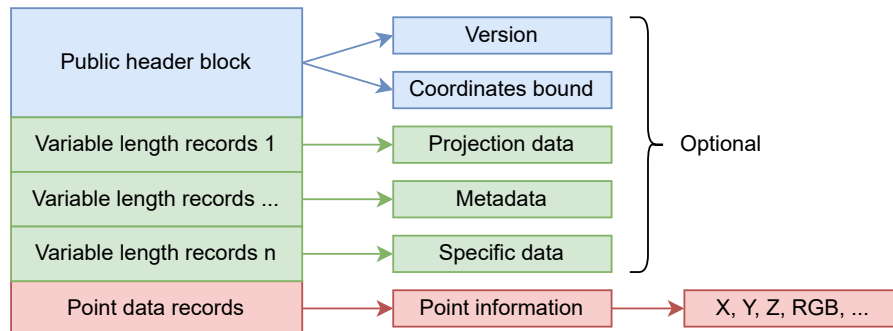 Public header block
Version
Coordinates bound
Variable length records 1
Projection data
Optional
Variable length records ...
Metadata
Variable length records n
Specific data
Point data records
Point information
X, Y, Z, RGB, ...